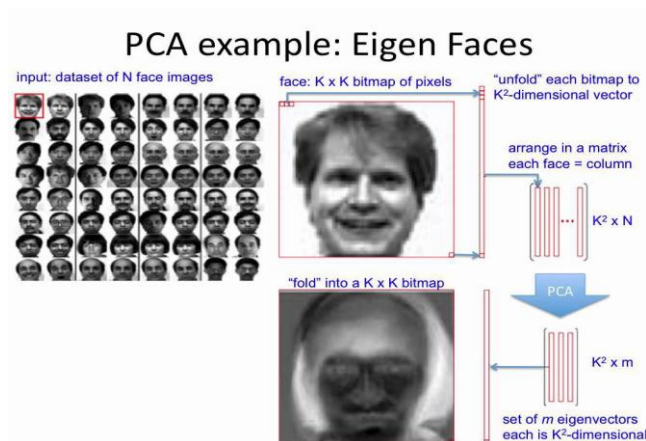 PCA example: Eigen Faces
input: dataset of N face images
face: K x K bitmap of pixels
“unfold” each bitmap to
K²-dimensional vector
arrange in a matrix
each face = column
K² x N
PCA
“fold” into a K x K bitmap
K² x m
set of m eigenvectors
each is K²-dimensional